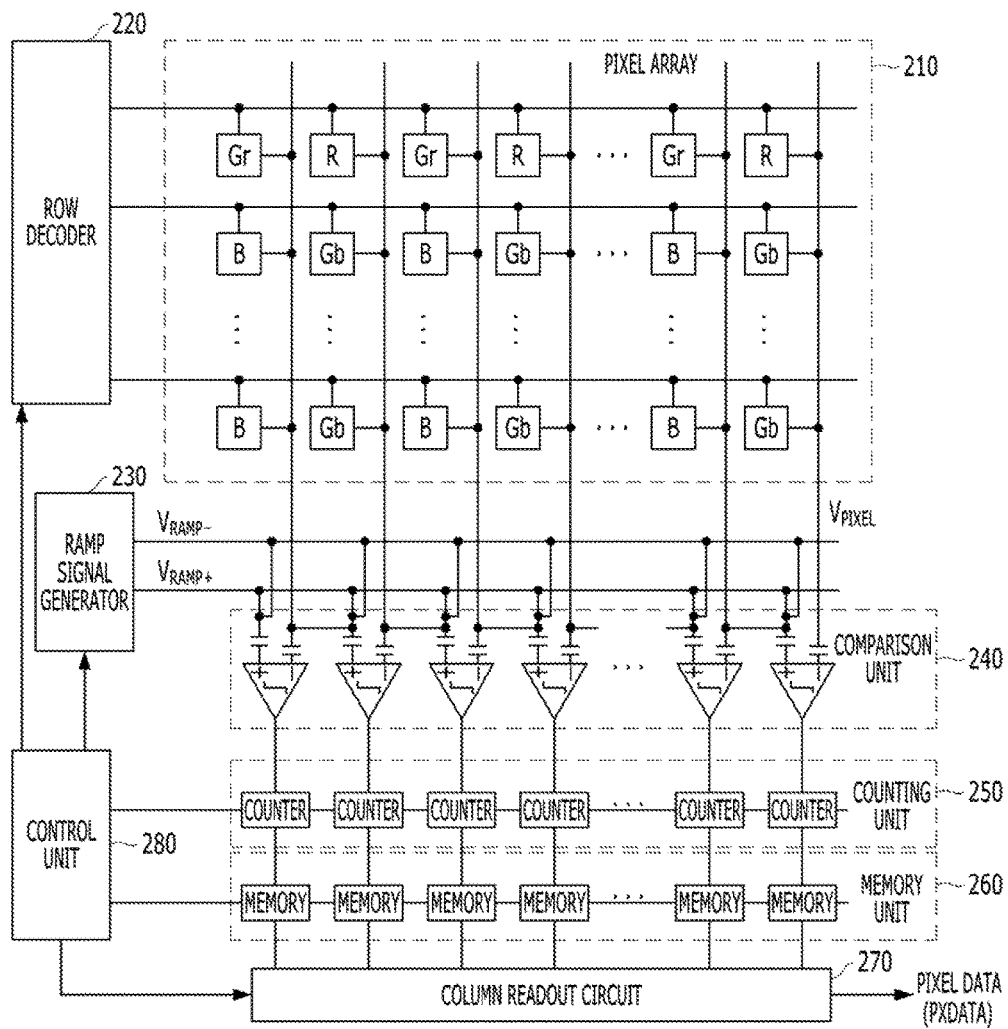 220
PIXEL ARRAY
210
Gr R Gr R ··· Gr R
ROW
DECODER
B Gb B Gb ··· B Gb
B Gb B Gb ··· B Gb
230
RAMP
SIGNAL
GENERATOR
VRAMP-
VPIXEL
VRAMP+
COMPARISON
UNIT
240
COUNTER COUNTER COUNTER COUNTER ··· COUNTER COUNTER
COUNTING
UNIT
250
CONTROL
UNIT
280
MEMORY MEMORY MEMORY MEMORY ··· MEMORY MEMORY
MEMORY
UNIT
260
COLUMN READOUT CIRCUIT
270
PIXEL DATA
(PXDATA)